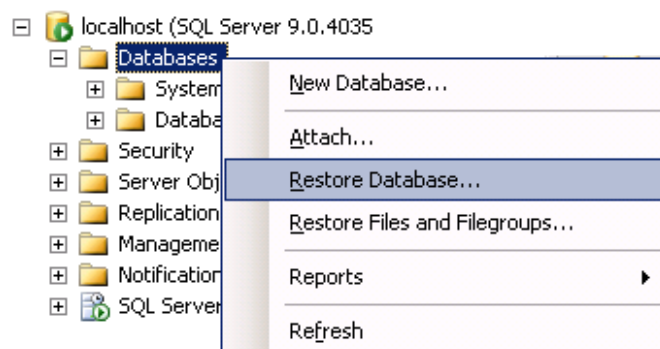 localhost (SQL Server 9.0.4035
Databases
System
Databa
Security
Server Obj
Replication
Manageme
Notification
SQL Server
New Database...
Attach...
Restore Database...
Restore Files and Filegroups...
Reports
Refresh